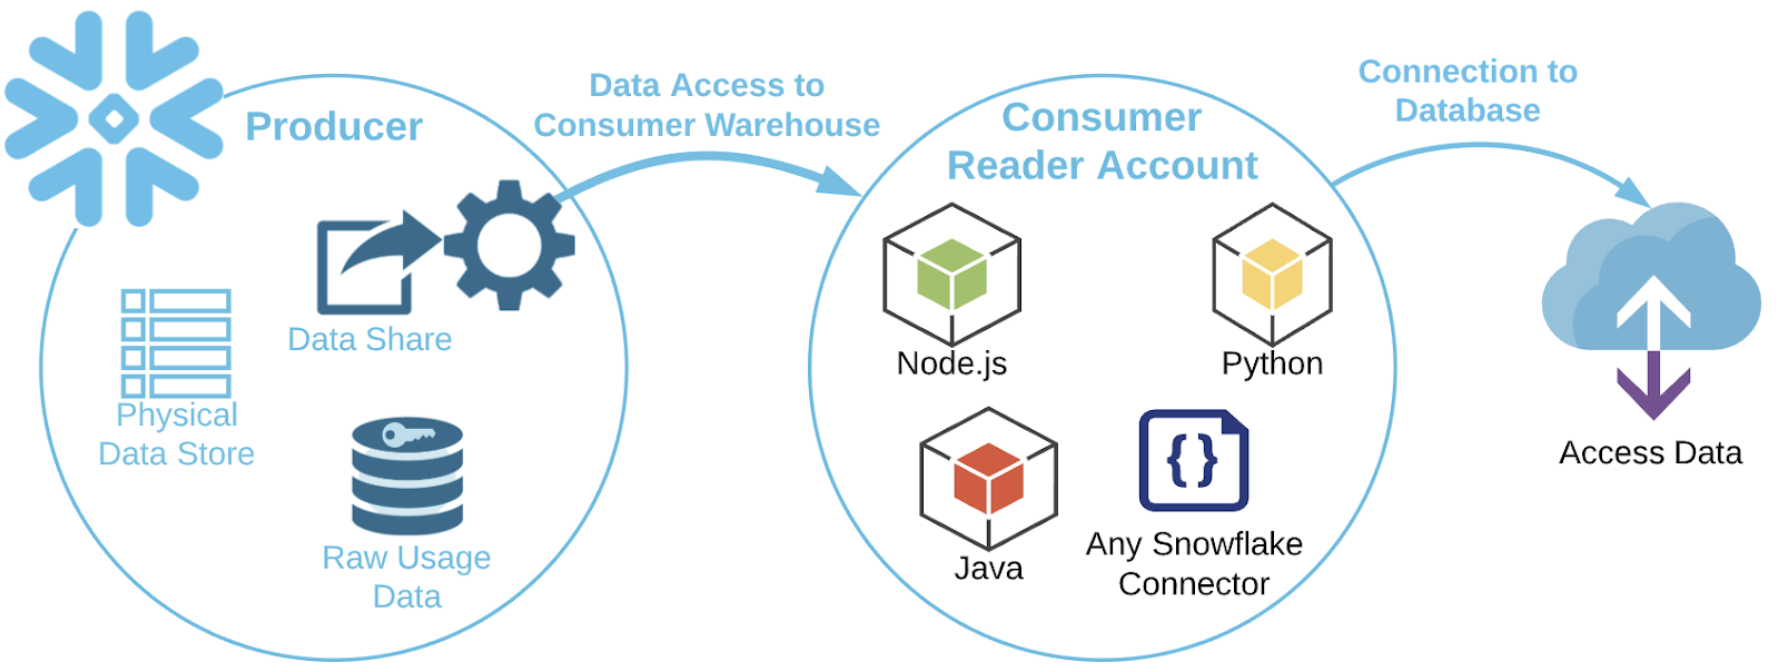 Producer
Data Share
Physical
Data Store
Raw Usage
Data
Data Access to
Consumer Warehouse
Consumer
Reader Account
Node.js
Python
Java
{}
Any Snowflake
Connector
Connection to
Database
Access Data